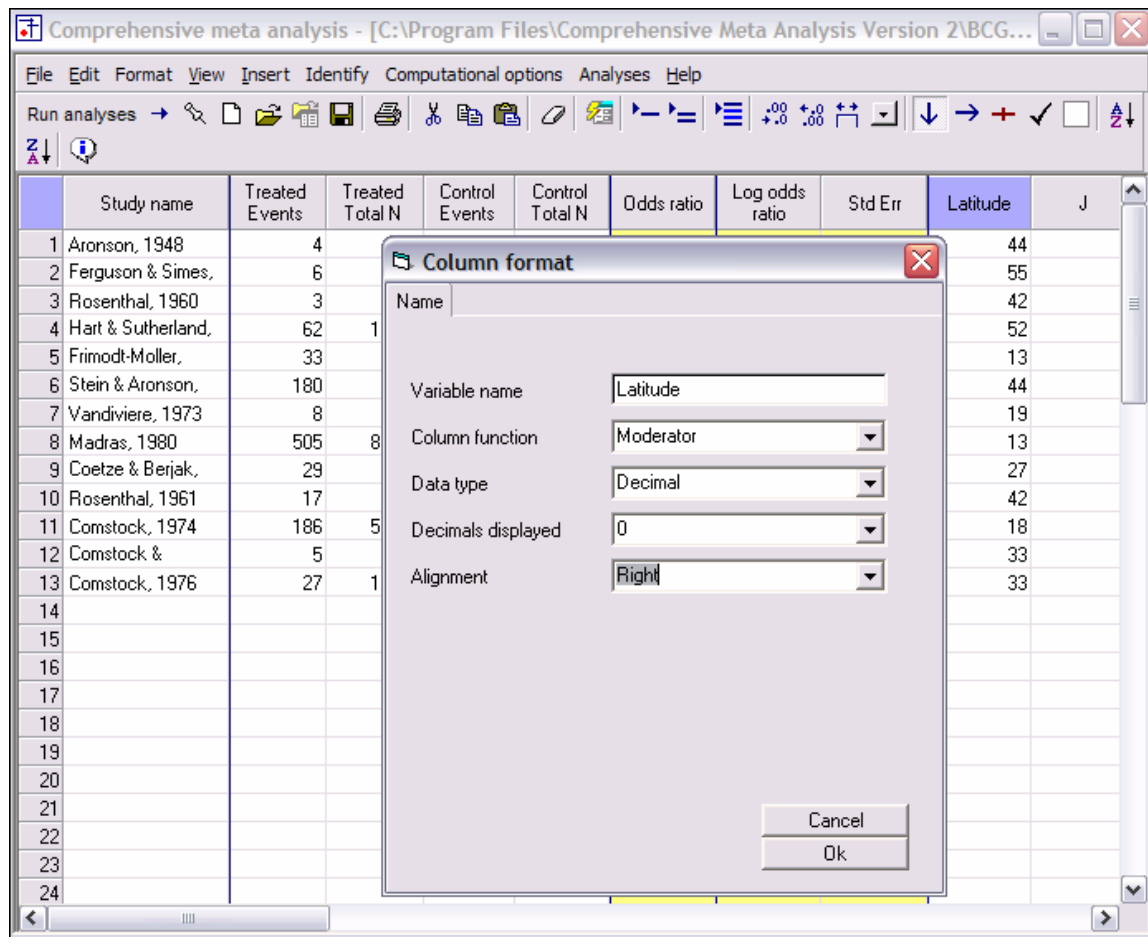 Comprehensive meta analysis - [C:\Program Files\Comprehensive Meta Analysis Version 2\BCG...
File Edit Format View Insert Identify Computational options Analyses Help
Run analyses
Study name Treated Events Treated Total N Control Events Control Total N Odds ratio Log odds ratio Std Err Latitude J
1 Aronson, 1948 4 44
2 Ferguson & Simes, 6 55
3 Rosenthal, 1960 3 42
4 Hart & Sutherland, 62 1 52
5 Frimodt-Moller, 33 13
6 Stein & Aronson, 180 44
7 Vandiviere, 1973 8 19
8 Madras, 1980 505 8 13
9 Coetze & Berjak, 29 27
10 Rosenthal, 1961 17 42
11 Comstock, 1974 186 5 18
12 Comstock & 5 33
13 Comstock, 1976 27 1 33
14
15
16
17
18
19
20
21
22
23
24
Column format
Name
Variable name Latitude
Column function Moderator
Data type Decimal
Decimals displayed 0
Alignment Right
Cancel
Ok